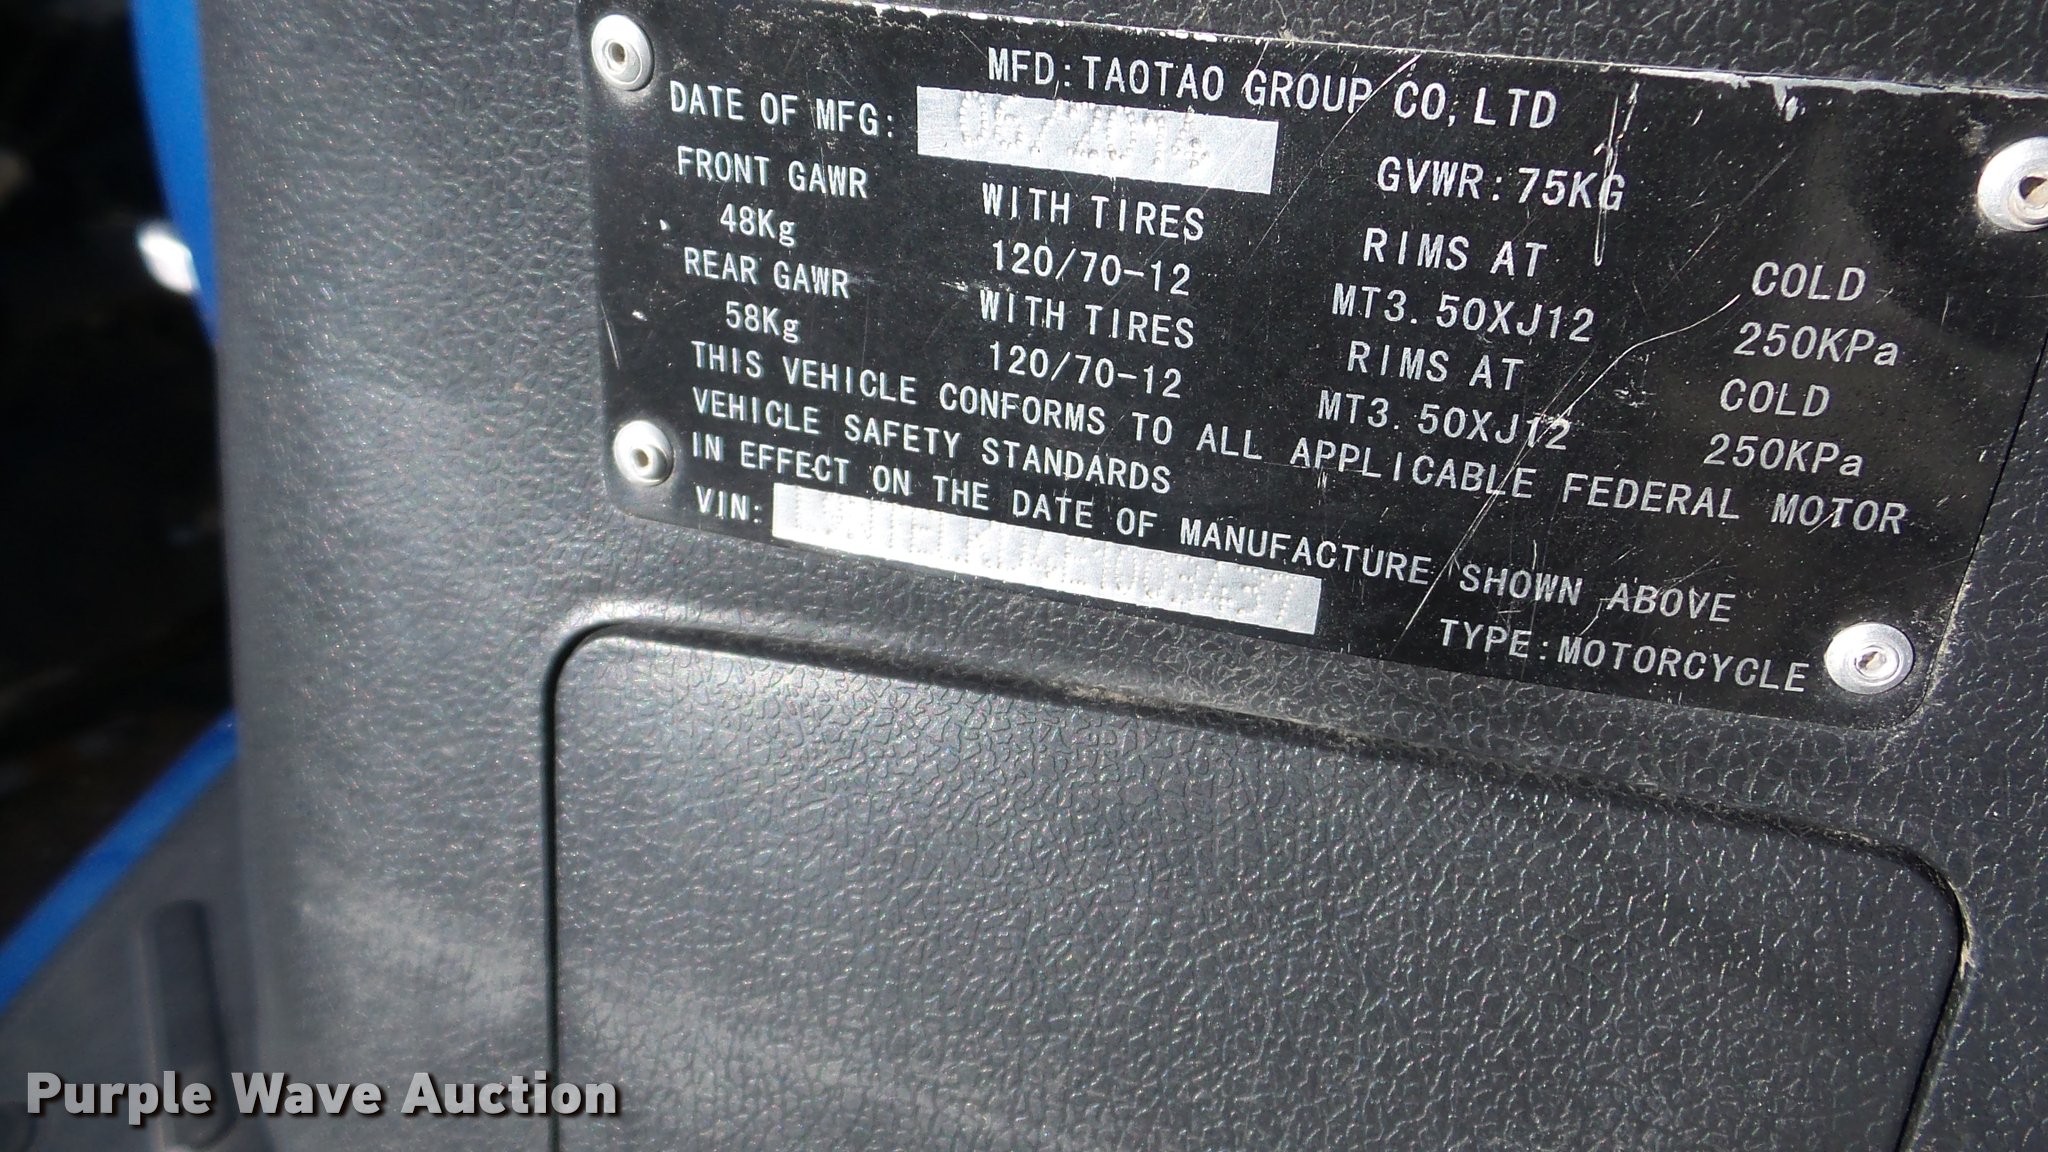 MFD:TAOTAO GROUP CO,LTD
DATE OF MFG: 06/2014
GVWR:75KG
FRONT GAWR WITH TIRES RIMS AT COLD
48Kg 120/70-12 MT3.50XJ12 250KPa
REAR GAWR WITH TIRES RIMS AT COLD
58Kg 120/70-12 MT3.50XJ12 250KPa
THIS VEHICLE CONFORMS TO ALL APPLICABLE FEDERAL MOTOR
VEHICLE SAFETY STANDARDS
IN EFFECT ON THE DATE OF MANUFACTURE SHOWN ABOVE
VIN:
TYPE:MOTORCYCLE
Purple Wave Auction